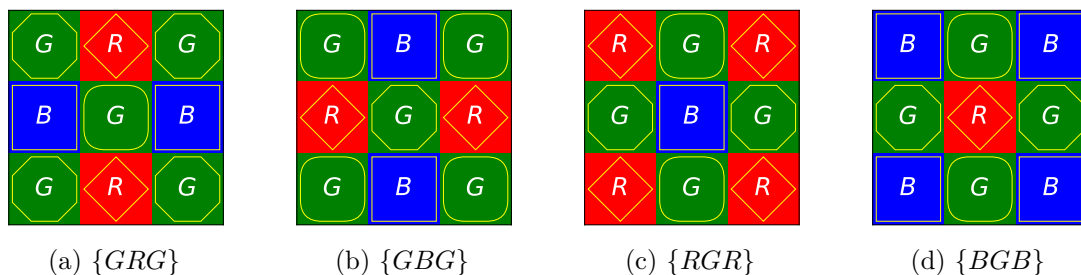 G R G G B G R G R B G B
B G B R G R G B G G R G
G R G G B G R G R B G B
(a) {GRG} (b) {GBG} (c) {RGR} (d) {BGB}